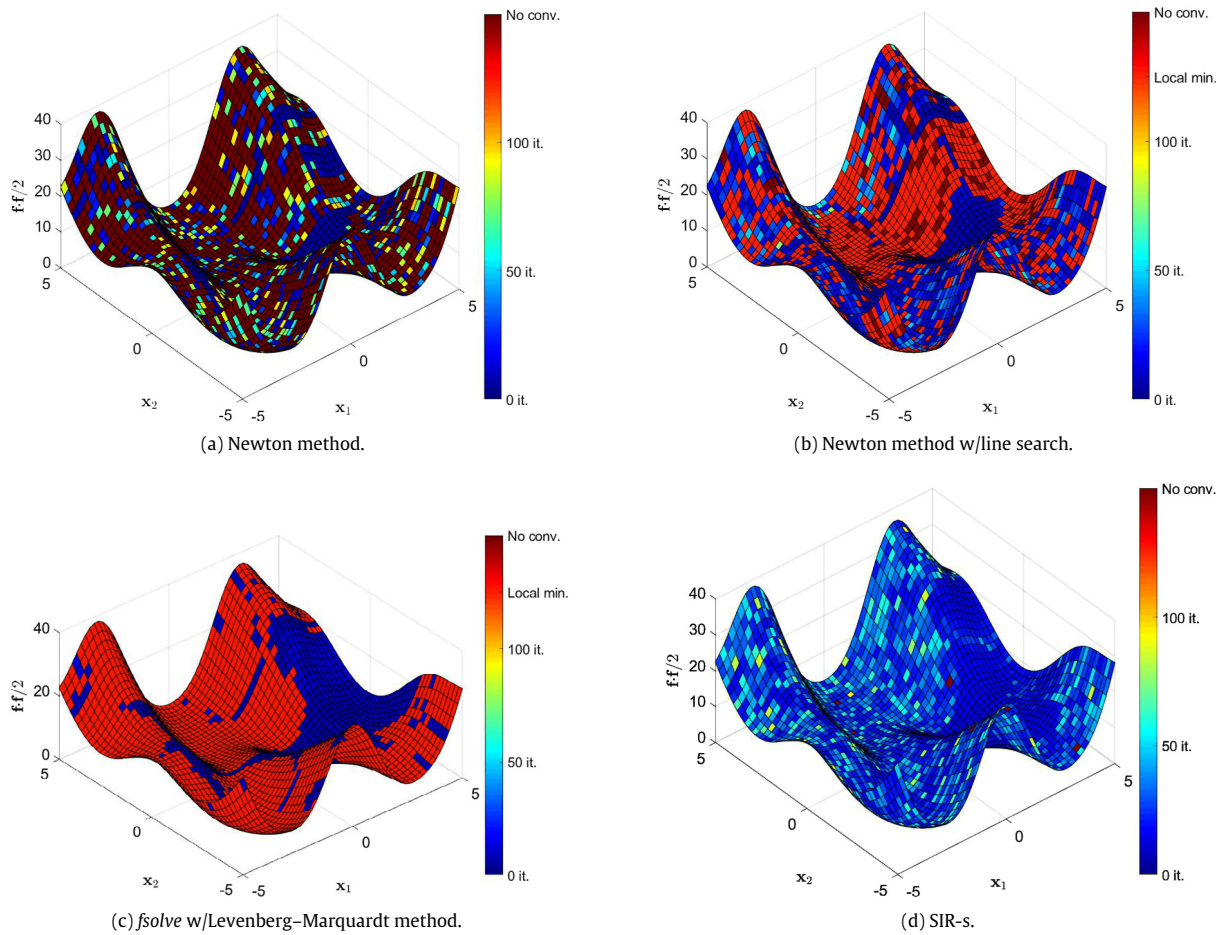 No conv.
100 it.
50 it.
0 it.
40
30
20
10
0
f·f/2
5
0
-5
x₂
-5
0
5
x₁
(a) Newton method.
No conv.
Local min.
100 it.
50 it.
0 it.
40
30
20
10
0
f·f/2
5
0
-5
x₂
-5
0
5
x₁
(b) Newton method w/line search.
No conv.
Local min.
100 it.
50 it.
0 it.
40
20
0
f·f/2
5
0
-5
x₂
-5
0
5
x₁
(c) fsolve w/Levenberg–Marquardt method.
No conv.
100 it.
50 it.
0 it.
40
30
20
10
0
f·f/2
5
0
-5
x₂
-5
0
5
x₁
(d) SIR-s.